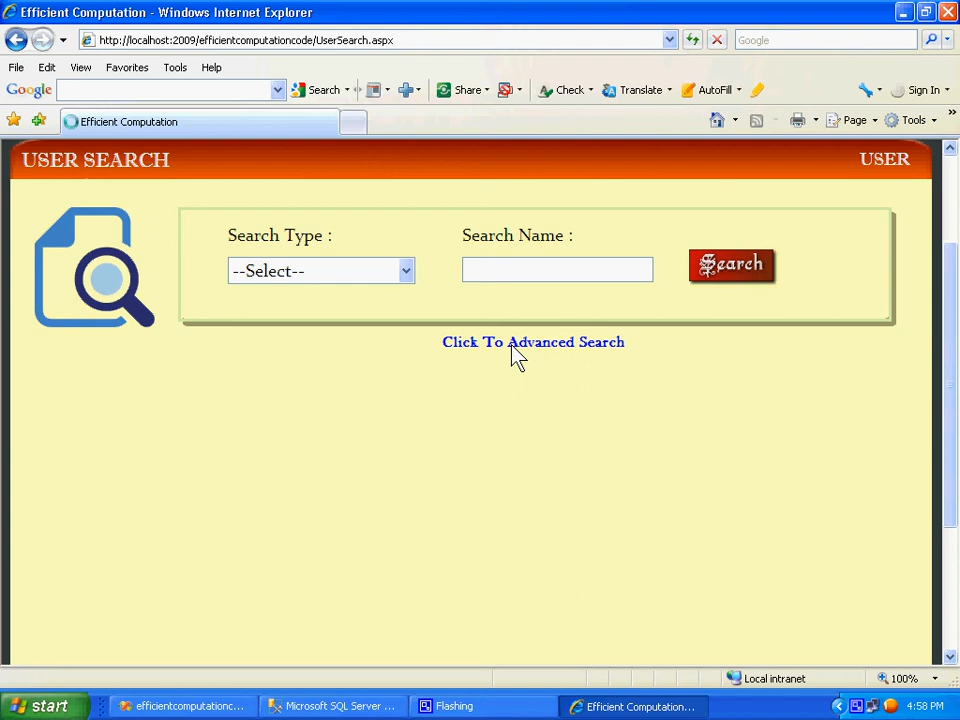 Efficient Computation - Windows Internet Explorer
http://localhost:2009/efficientcomputationcode/UserSearch.aspx
Google
File Edit View Favorites Tools Help
Google Search Share Check Translate AutoFill Sign In
Efficient Computation Page Tools
USER SEARCH USER
Search Type : Search Name :
--Select-- Search
Click To Advanced Search
Local intranet 100%
start efficientcomputationc... Microsoft SQL Server ... Flashing Efficient Computation... 4:58 PM